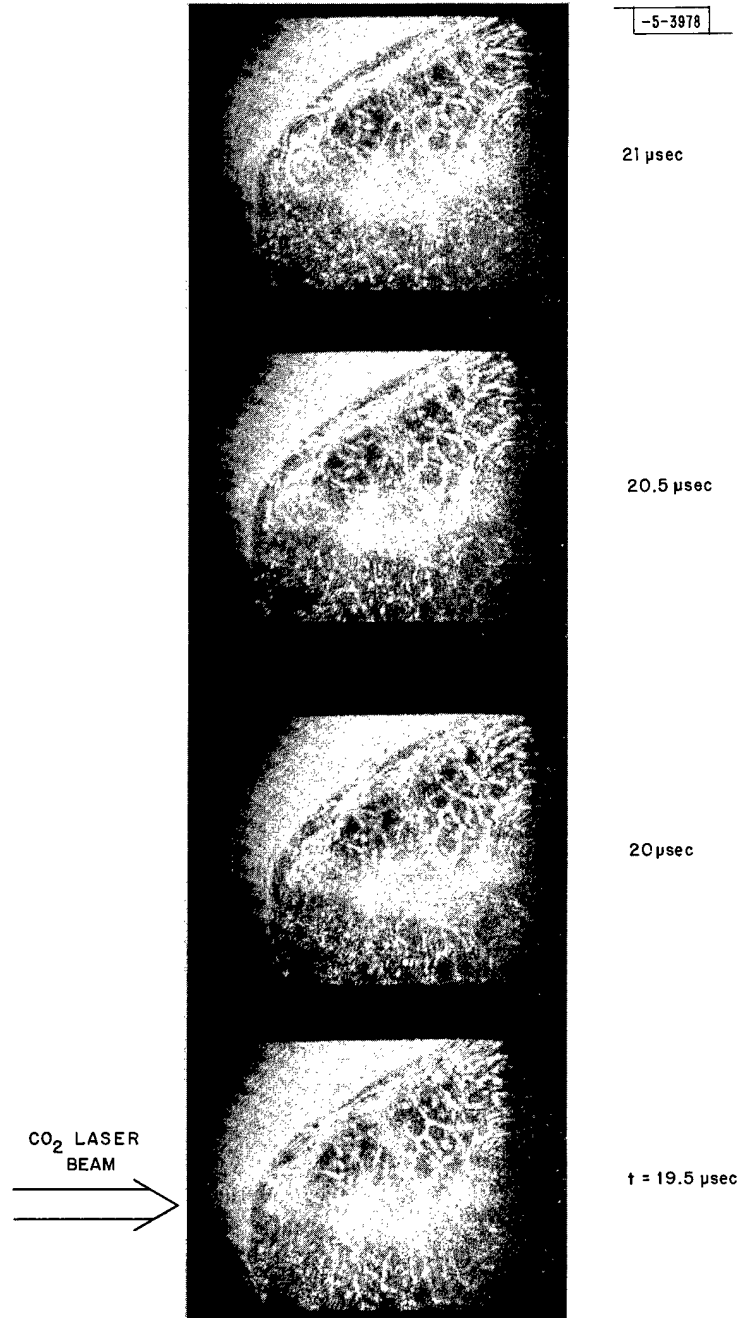 -5-3978
21 μsec
20.5 μsec
20 μsec
CO₂ LASER
BEAM
t = 19.5 μsec